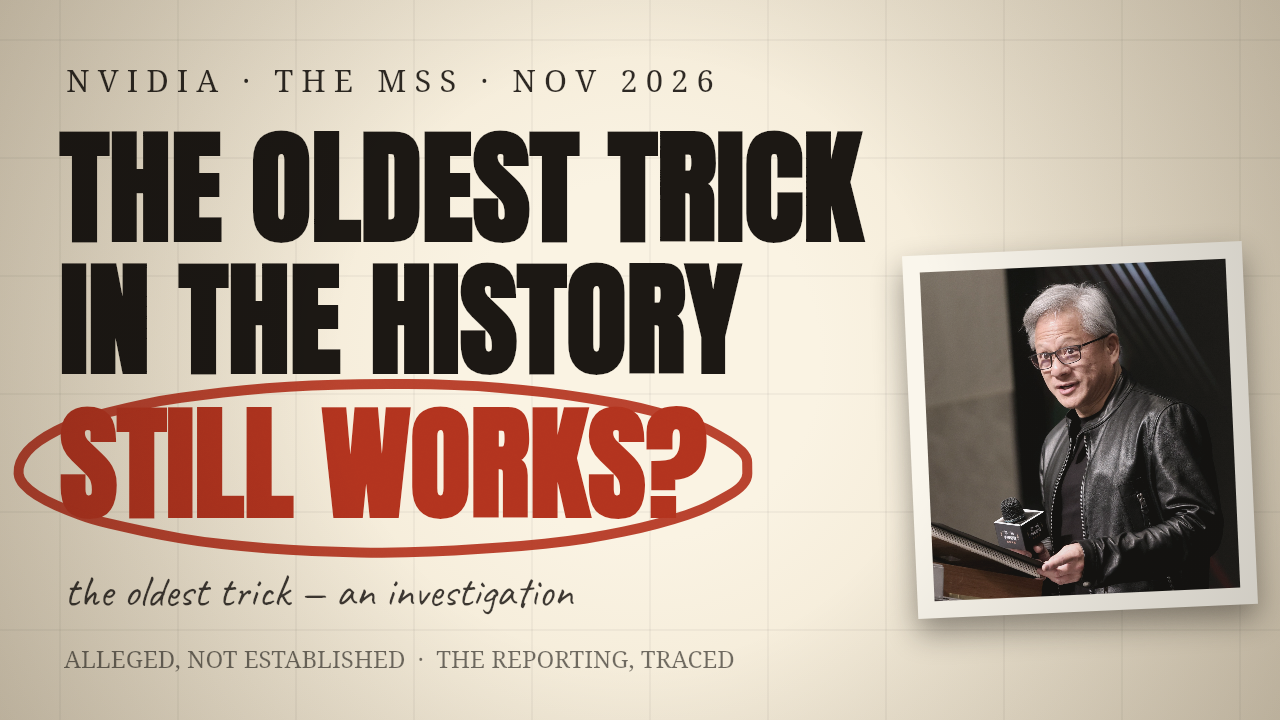 NVIDIA · THE MSS · NOV 2026
THE OLDEST TRICK
IN THE HISTORY
STILL WORKS?
the oldest trick — an investigation
ALLEGED, NOT ESTABLISHED · THE REPORTING, TRACED